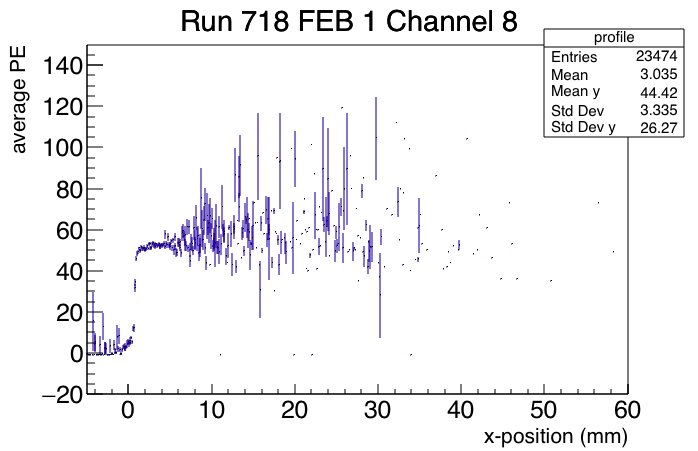 Run 718 FEB 1 Channel 8
profile
Entries 23474
Mean 3.035
Mean y 44.42
Std Dev 3.335
Std Dev y 26.27
average PE
140
120
100
80
60
40
20
0
−20
0 10 20 30 40 50 60
x-position (mm)